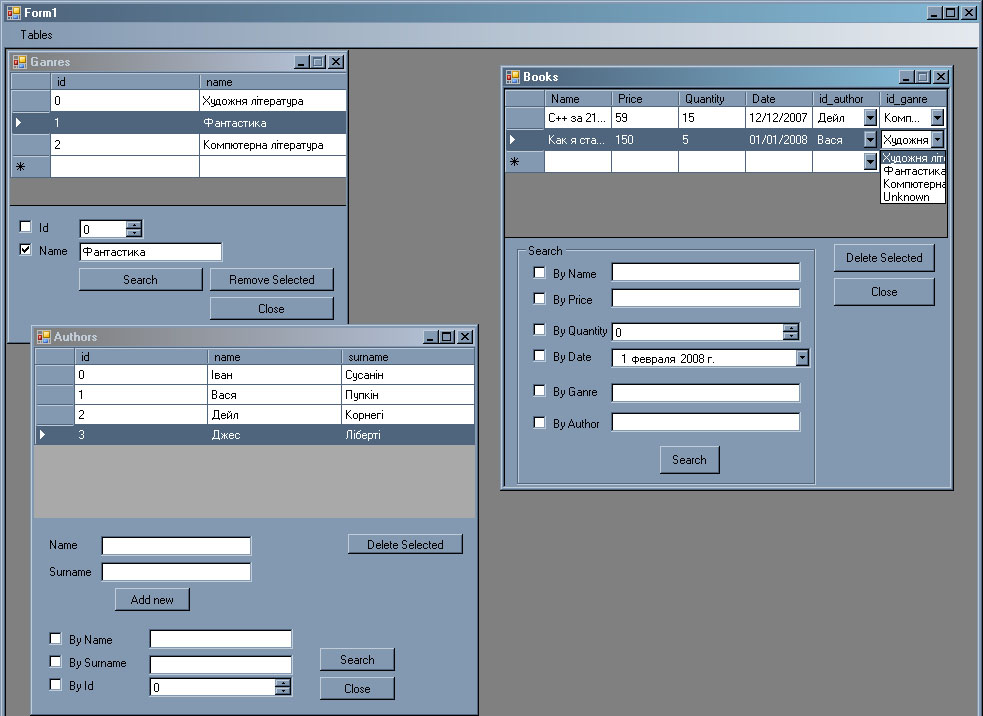 Form1
Tables
Ganres
id name
0 Художня література
1 Фантастика
2 Компютерна література
Id 0
Name Фантастика
Search Remove Selected
Close
Authors
id name surname
0 Іван Сусанін
1 Вася Пупкін
2 Дейл Корнегі
3 Джес Ліберті
Name
Delete Selected
Surname
Add new
By Name
By Surname
By Id 0
Search
Close
Books
Name Price Quantity Date id_author id_ganre
C++ за 21... 59 15 12/12/2007 Дейл Комп...
Как я ста... 150 5 01/01/2008 Вася Художня
Художня літе
Фантастика
Компютерна
Unknown
Search
By Name
By Price
By Quantity 0
By Date 1 февраля 2008 г.
By Ganre
By Author
Search
Delete Selected
Close